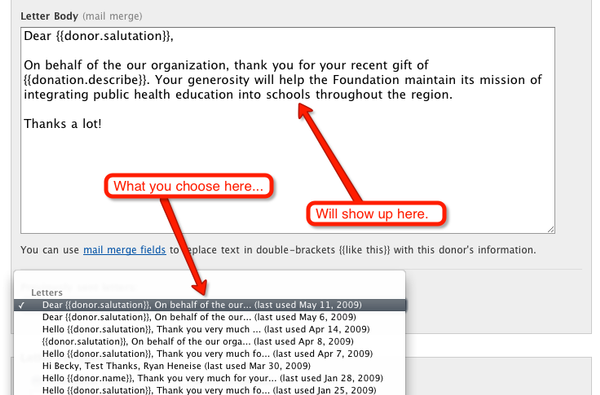 Letter Body (mail merge)
Dear {{donor.salutation}},
On behalf of the our organization, thank you for your recent gift of
{{donation.describe}}. Your generosity will help the Foundation maintain its mission of
integrating public health education into schools throughout the region.
Thanks a lot!
What you choose here...
Will show up here.
You can use mail merge fields to replace text in double-brackets {{like this}} with this donor's information.
Letters
✓ Dear {{donor.salutation}}, On behalf of the our... (last used May 11, 2009)
Dear {{donor.salutation}}, On behalf of the our... (last used May 6, 2009)
Hello {{donor.salutation}}, Thank you very much ... (last used Apr 14, 2009)
{{donor.salutation}}, On behalf of the our orga... (last used Apr 8, 2009)
Hello {{donor.salutation}}, Thank you very much fo... (last used Apr 7, 2009)
Hi Becky, Test Thanks, Ryan Heneise (last used Mar 30, 2009)
Hello {{donor.name}}, Thank you very much for your... (last used Jan 28, 2009)
Hello {{donor.salutation}}, Thank you very much fo... (last used Jan 25, 2009)